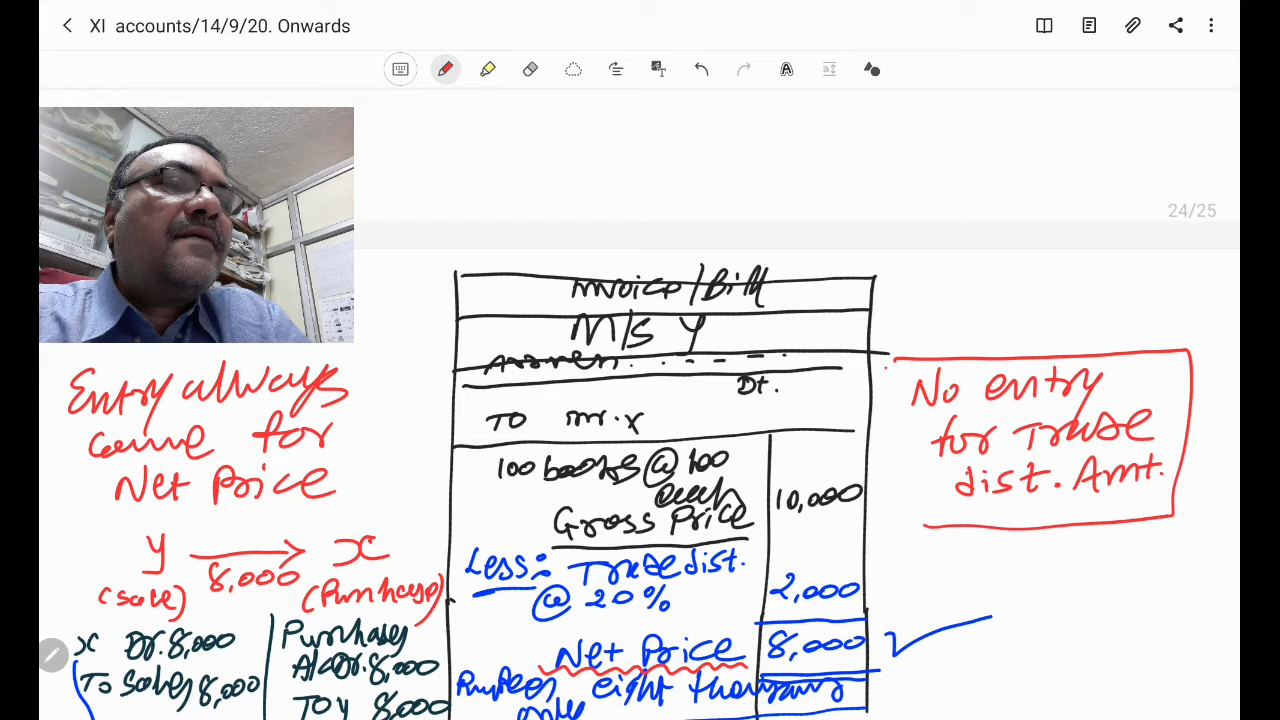 XI accounts/14/9/20. Onwards
24/25
Invoice/Bill
M/S Y
Dt.
To Mr. X
100 books @ 100
each
10,000
Gross Price
Less: Trade dist.
@ 20%
2,000
Net Price 8,000
Rupees eight thousand
only
Entry always
came for
Net Price
Y → X
8,000
(sale) (Purchase)
X Dr. 8,000
To Sales 8,000
Purchases
A/c Dr. 8,000
To Y 8,000
No entry
for Trade
dist. Amt.